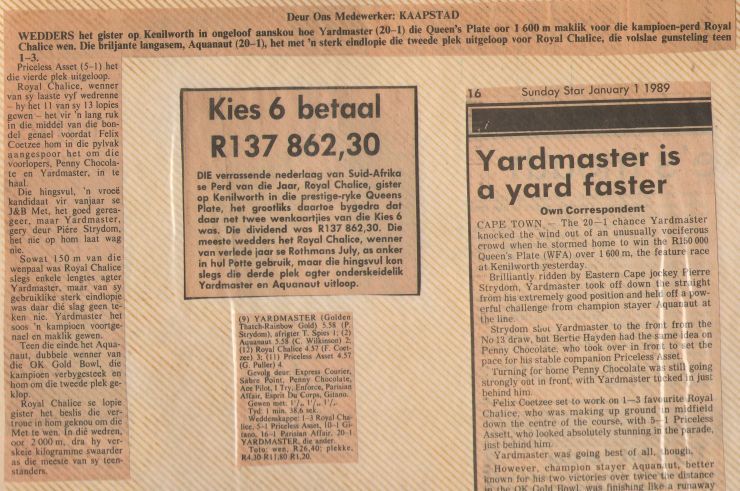 Deur Ons Medewerker: KAAPSTAD
WEDDERS het gister op Kenilworth in ongeloof aanskou hoe Yardmaster (20–1) die Queen's Plate oor 1 600 m maklik voor die kampioen-perd Royal
Chalice wen. Die briljante langasem, Aquanaut (20–1), het met 'n sterk eindlopie die tweede plek uitgeloop voor Royal Chalice, die volslae gunsteling teen
1–3.
Priceless Asset (5–1) het
die vierde plek uitgeloop.
Royal Chalice, wenner
van sy laaste vyf wedrenne
– hy het 11 van sy 13 lopies
gewen – het vir 'n lang ruk
in die middel van die bon-
del genael voordat Felix
Coetzee hom in die pylvak
aangespoor het om die
voorlopers, Penny Chocola-
te en Yardmaster, in te
haal.
Die hingsvul, 'n vroeë
kandidaat vir vanjaar se
J&B Met, het goed gerea-
geer, maar Yardmaster,
gery deur Piére Strydom,
het nie op hom laat wag
nie.
Sowat 150 m van die
wenpaal was Royal Chalice
slegs enkele lengtes agter
Yardmaster, maar van sy
gebruiklike sterk eindlopie
was daar dié slag geen te-
ken nie. Yardmaster het
soos 'n kampioen voortge-
nael en maklik gewen.
Teen die einde het Aqua-
naut, dubbele wenner van
die OK Gold Bowl, die
kampioen verbygesteek en
hom om die tweede plek ge-
klop.
Royal Chalice se lopie
gister het beslis die ver-
troue in hom geknou om die
Met te wen. In dié wedren,
oor 2 000 m, dra hy ver-
skeie kilogramme swaarder
as die meeste van sy teen-
standers.
Kies 6 betaal
R137 862,30
DIE verrassende nederlaag van Suid-Afrika
se Perd van die Jaar, Royal Chalice, gister
op Kenilworth in die prestige-ryke Queens
Plate, het grootliks daartoe bygedra dat
daar net twee wenkaartjies van die Kies 6
was. Die dividend was R137 862,30. Die
meeste wedders het Royal Chalice, wenner
van verlede jaar se Rothmans July, as anker
in hul Potte gebruik, maar die hingsvul kon
slegs die derde plek agter onderskeidelik
Yardmaster en Aquanaut uitloop.
(9) YARDMASTER (Golden
Thatch-Rainbow Gold) 5.58 (P.
Strydom), afrigter T. Spies 1; (2)
Aquanaut 5.58 (C. Wilkinson) 2;
(12) Royal Chalice 4.57 (F. Coet-
zee) 3; (11) Priceless Asset 4.57
(G. Puller) 4.
Gevolg deur: Express Courier,
Sabre Point, Penny Chocolate,
Ace Pilot, I Try, Enforce, Parisian
Affair, Esprit Du Corps, Gitano.
Gewen met:
Tyd: 1 min. 38,6 sek.
Weddenskappe: 1–3 Royal Cha-
lice, 5–1 Priceless Asset, 10–1 Gi-
tano, 16–1 Parisian Affair, 20–1
YARDMASTER, die ander.
Toto: wen, R26,40; plekke,
R4,30 R11,80 R1,20.
16 Sunday Star January 1 1989
Yardmaster is
a yard faster
Own Correspondent
CAPE TOWN — The 20—1 chance Yardmaster
knocked the wind out of an unusually vociferous
crowd when he stormed home to win the R150 000
Queen's Plate (WFA) over 1 600 m, the feature race
at Kenilworth yesterday.
Brilliantly ridden by Eastern Cape jockey Pierre
Strydom, Yardmaster took off down the straight
from his extremely good position and held off a pow-
erful challenge from champion stayer Aquanaut at
the line.
Strydom shot Yardmaster to the front from the
No 13 draw, but Bertie Hayden had the same idea on
Penny Chocolate, who took over in front to set the
pace for his stable companion Priceless Asset.
Turning for home Penny Chocolate was still going
strongly out in front, with Yardmaster tucked in just
behind him.
Felix Coetzee set to work on 1—3 favourite Royal
Chalice, who was making up ground in midfield
down the centre of the course, with 5—1 Priceless
Assett, who looked absolutely stunning in the parade,
just behind him.
Yardmaster was going best of all, though.
However, champion stayer Aquanaut, better
known for his two victories over twice the distance
in the OK Gold Bowl, was finishing like a runaway